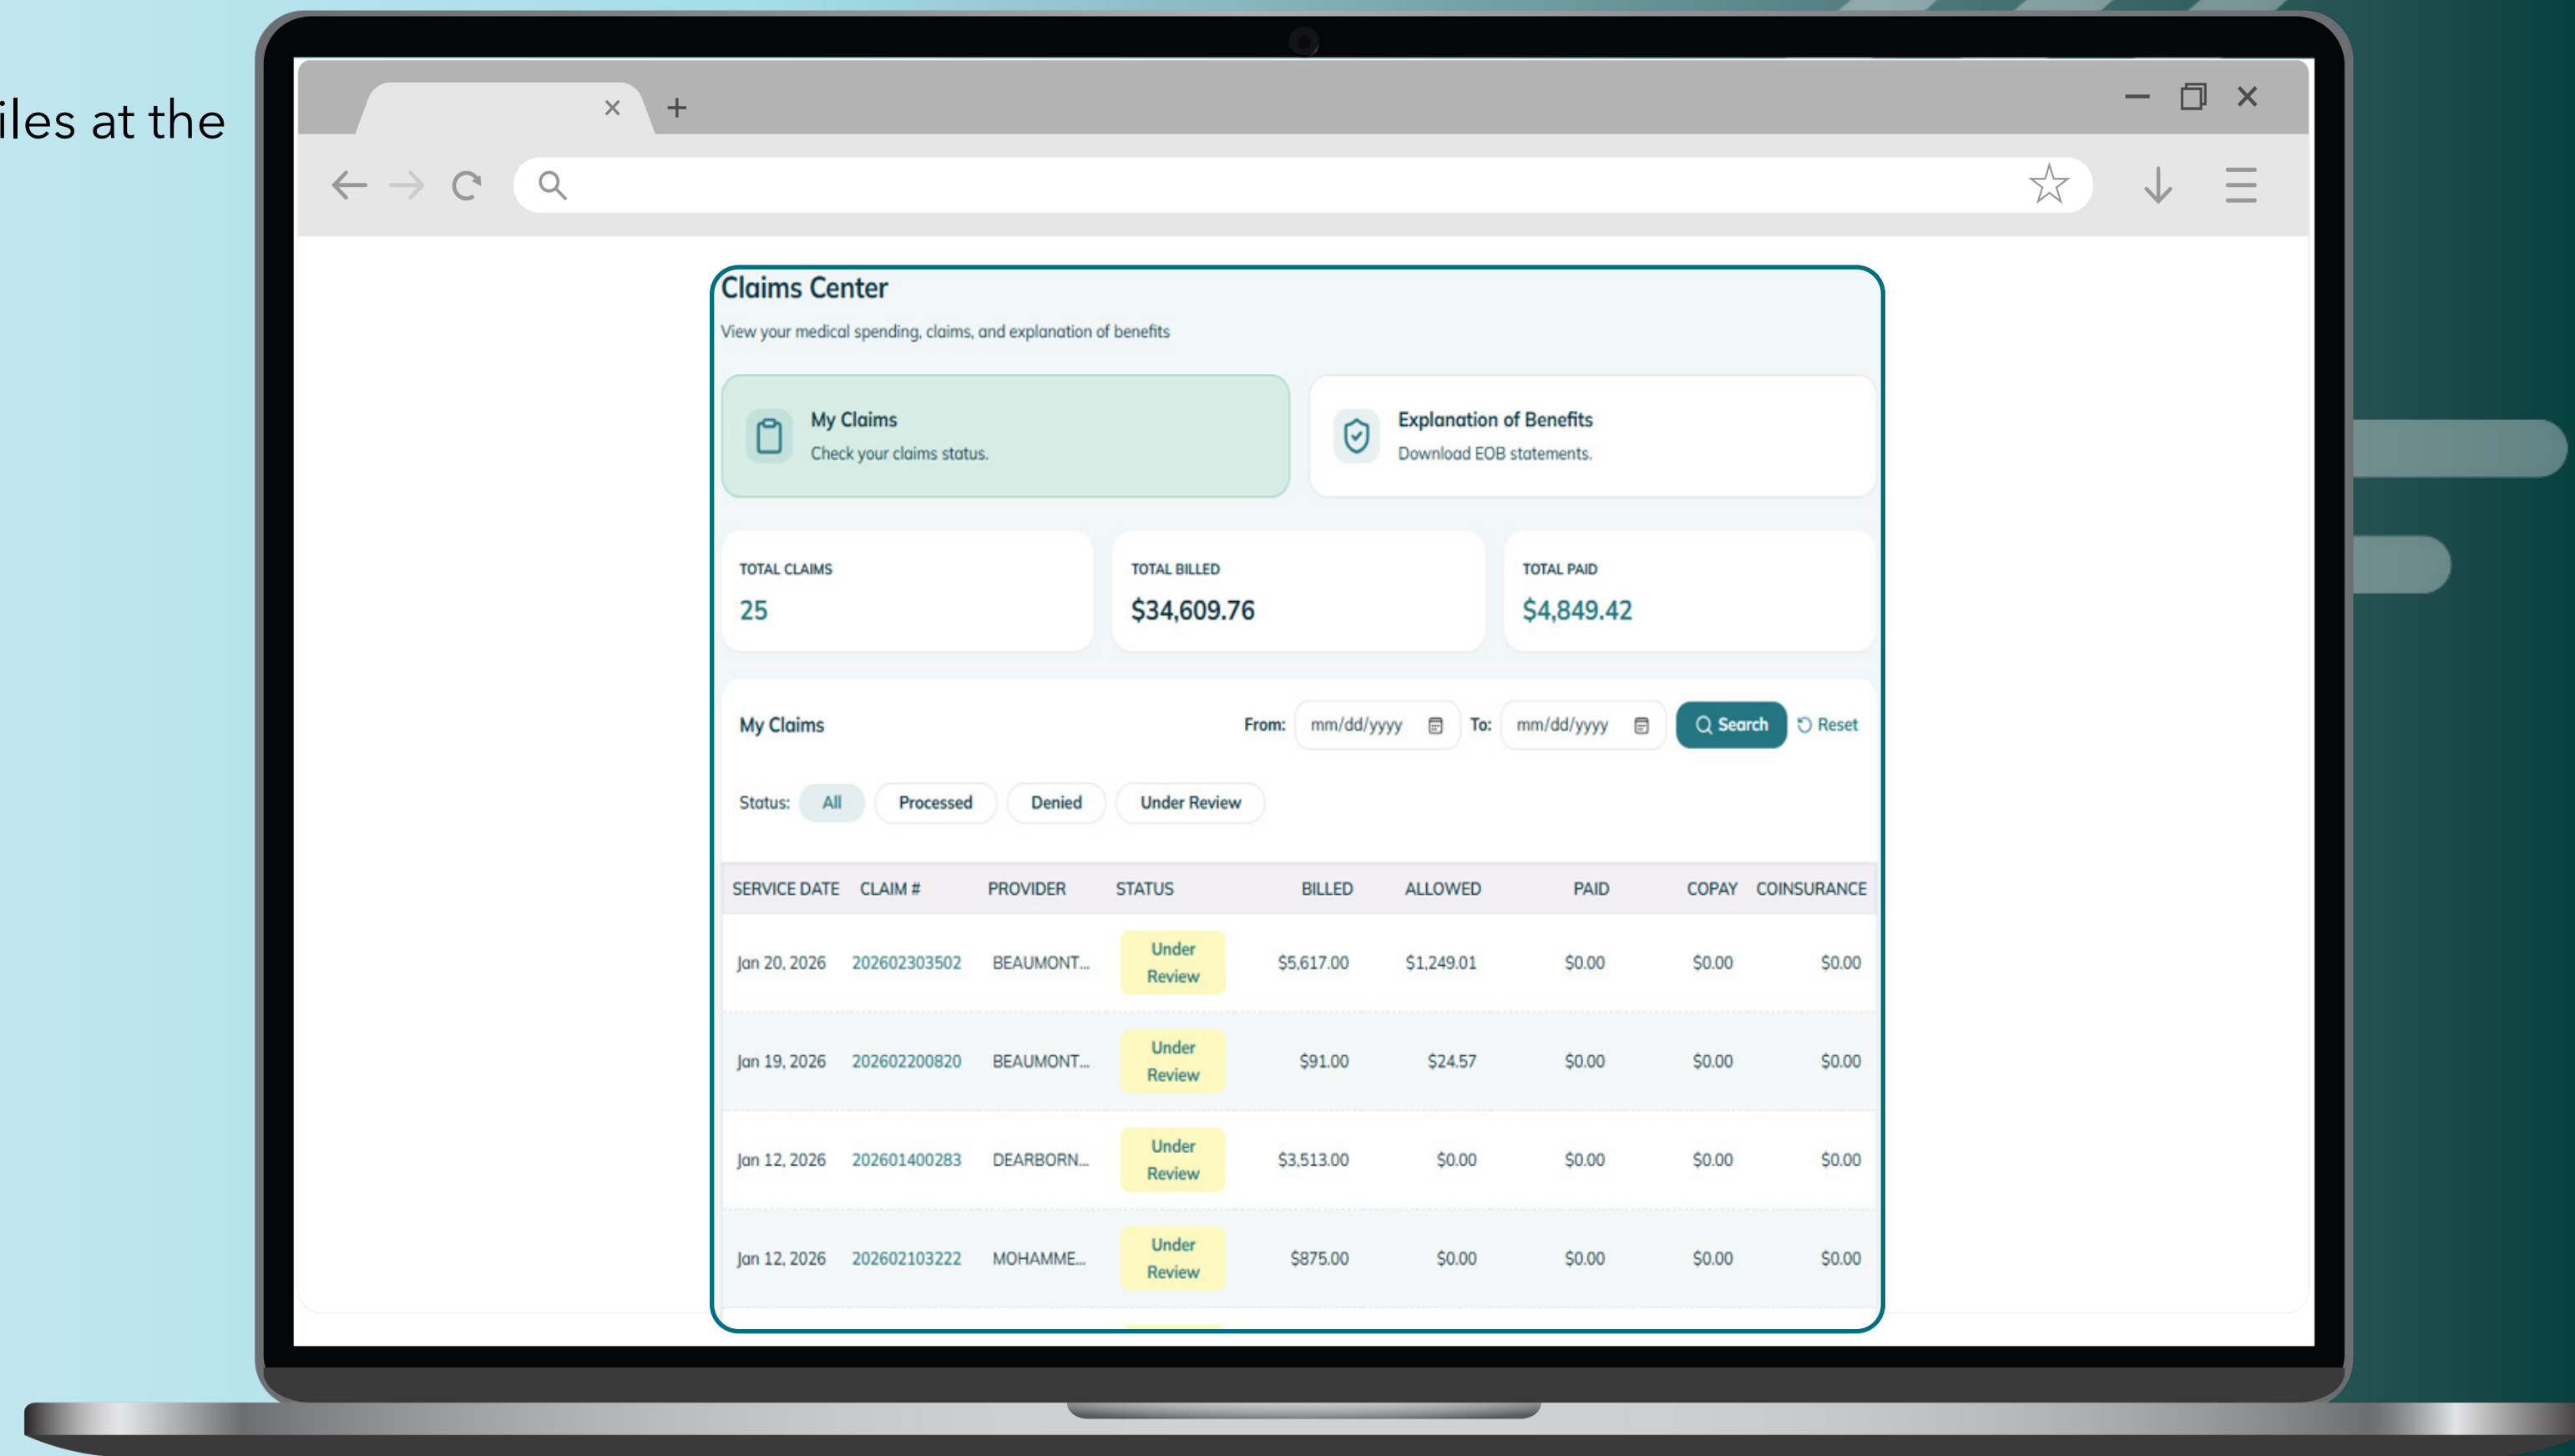 iles at the
Claims Center
View your medical spending, claims, and explanation of benefits
My Claims
Check your claims status.
Explanation of Benefits
Download EOB statements.
TOTAL CLAIMS
25
TOTAL BILLED
$34,609.76
TOTAL PAID
$4,849.42
My Claims From: mm/dd/yyyy To: mm/dd/yyyy Search Reset
Status: All Processed Denied Under Review
SERVICE DATE CLAIM # PROVIDER STATUS BILLED ALLOWED PAID COPAY COINSURANCE
Jan 20, 2026 202602303502 BEAUMONT... Under Review $5,617.00 $1,249.01 $0.00 $0.00 $0.00
Jan 19, 2026 202602200820 BEAUMONT... Under Review $91.00 $24.57 $0.00 $0.00 $0.00
Jan 12, 2026 202601400283 DEARBORN... Under Review $3,513.00 $0.00 $0.00 $0.00 $0.00
Jan 12, 2026 202602103222 MOHAMME... Under Review $875.00 $0.00 $0.00 $0.00 $0.00